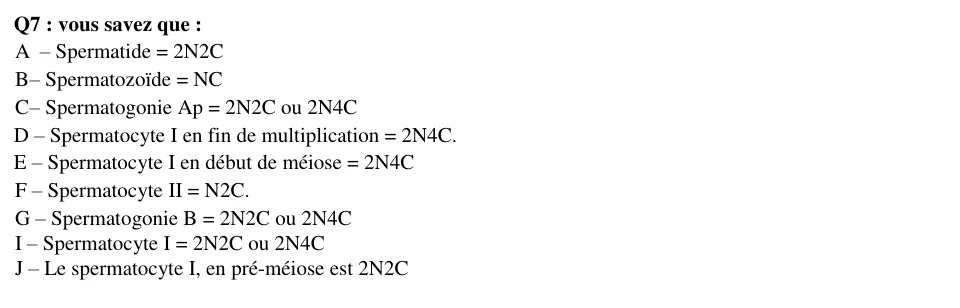 Q7 : vous savez que :
A – Spermatide = 2N2C
B– Spermatozoïde = NC
C– Spermatogonie Ap = 2N2C ou 2N4C
D – Spermatocyte I en fin de multiplication = 2N4C.
E – Spermatocyte I en début de méiose = 2N4C
F – Spermatocyte II = N2C.
G – Spermatogonie B = 2N2C ou 2N4C
I – Spermatocyte I = 2N2C ou 2N4C
J – Le spermatocyte I, en pré-méiose est 2N2C